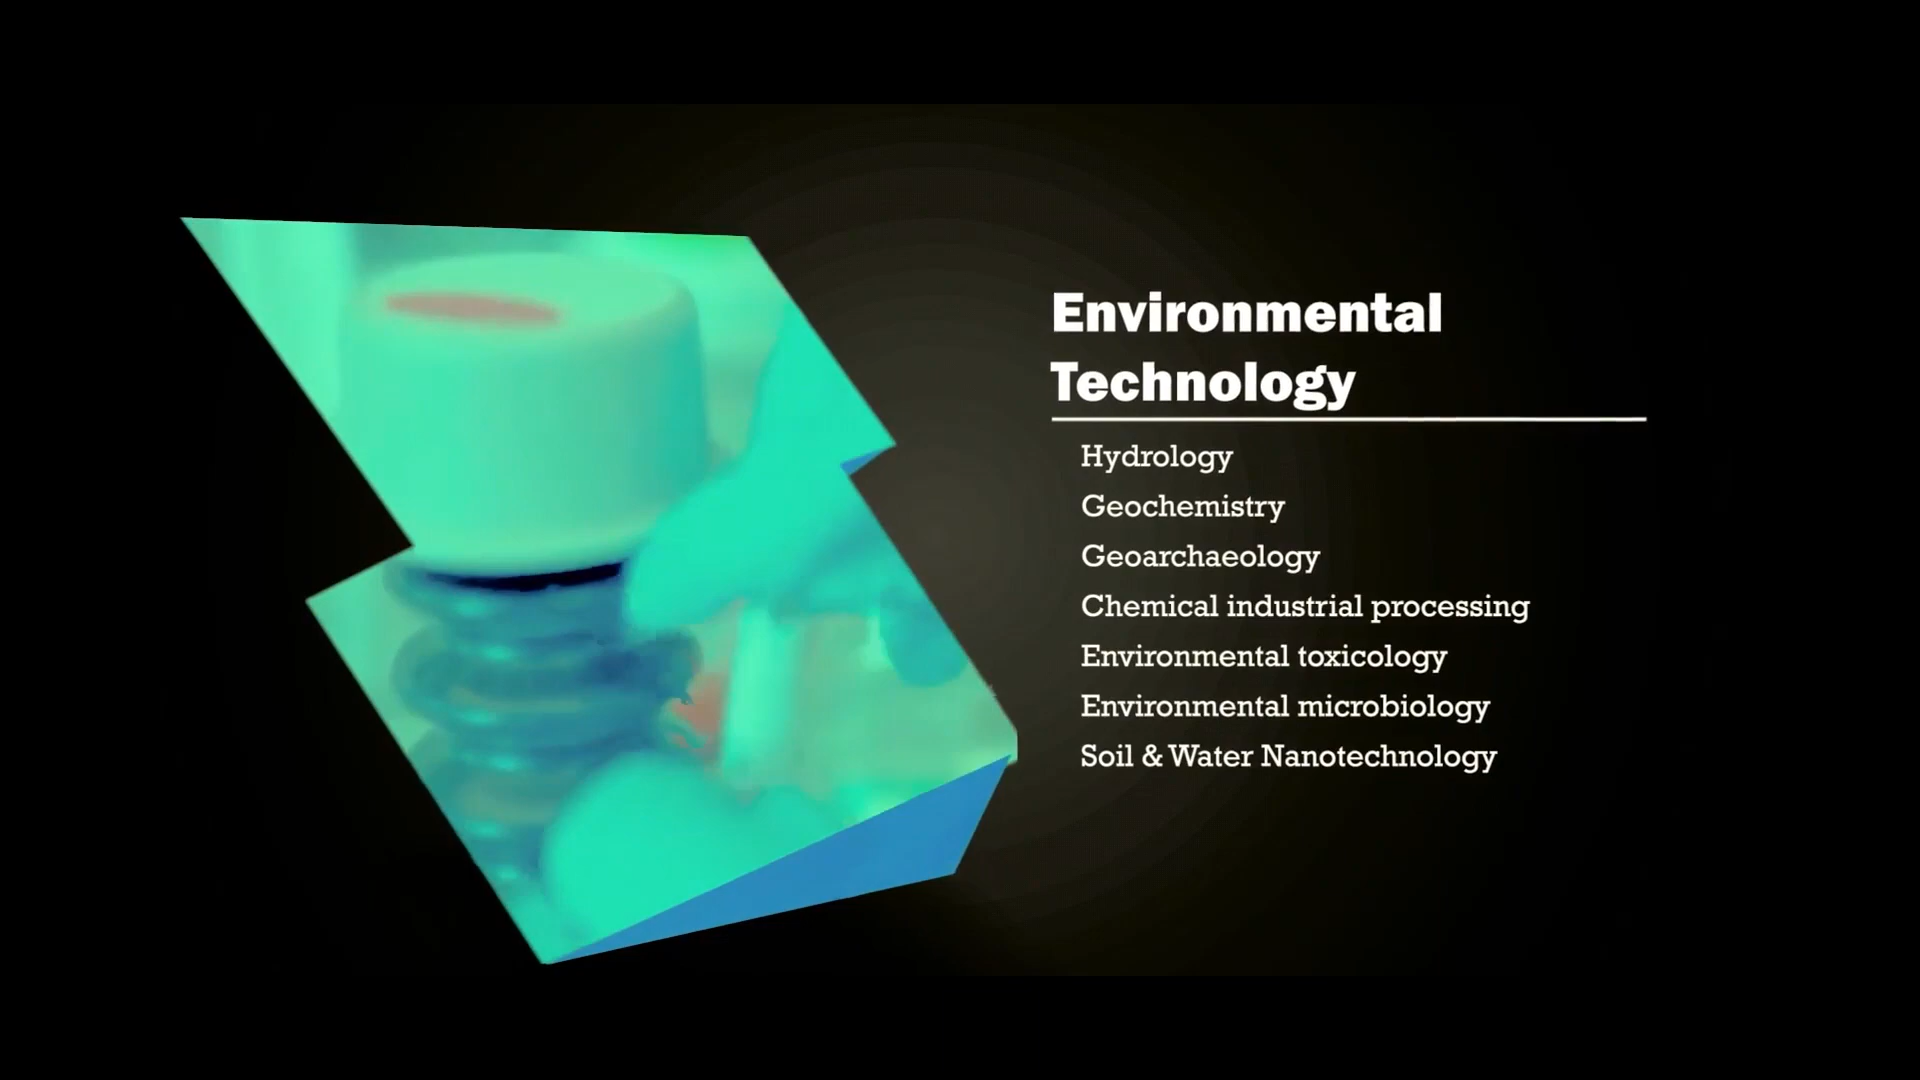 Environmental
Technology
Hydrology
Geochemistry
Geoarchaeology
Chemical industrial processing
Environmental toxicology
Environmental microbiology
Soil & Water Nanotechnology